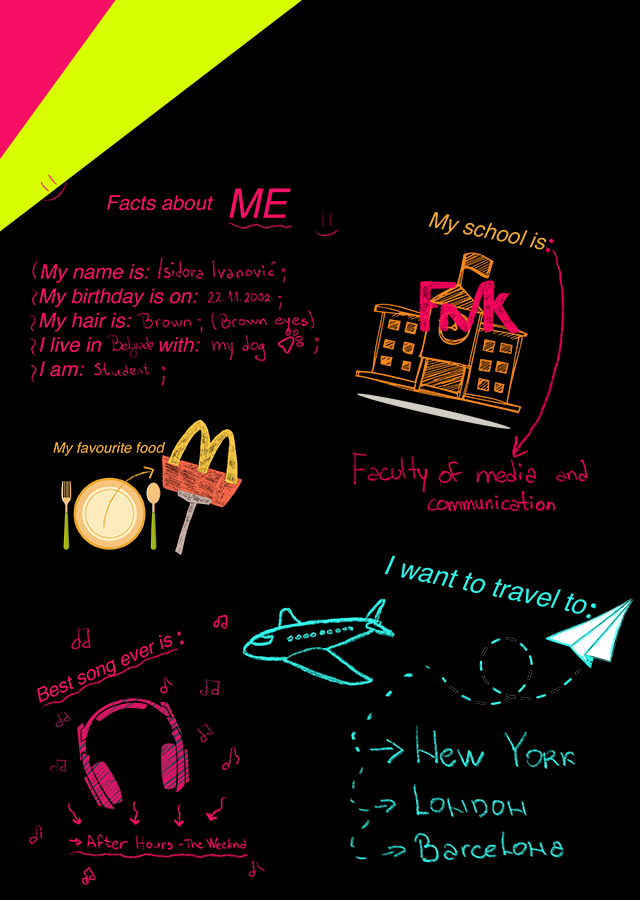 Facts about ME
My name is: Isidora Ivanović ;
My birthday is on: 22.11.2002 ;
My hair is: Brown ; (Brown eyes)
I live in Belgrade with: my dog ;
I am: Student ;
My school is:
FMK
Faculty of media and
communication
My favourite food
I want to travel to:
New York
London
Barcelona
Best song ever is :
After Hours - The Weeknd